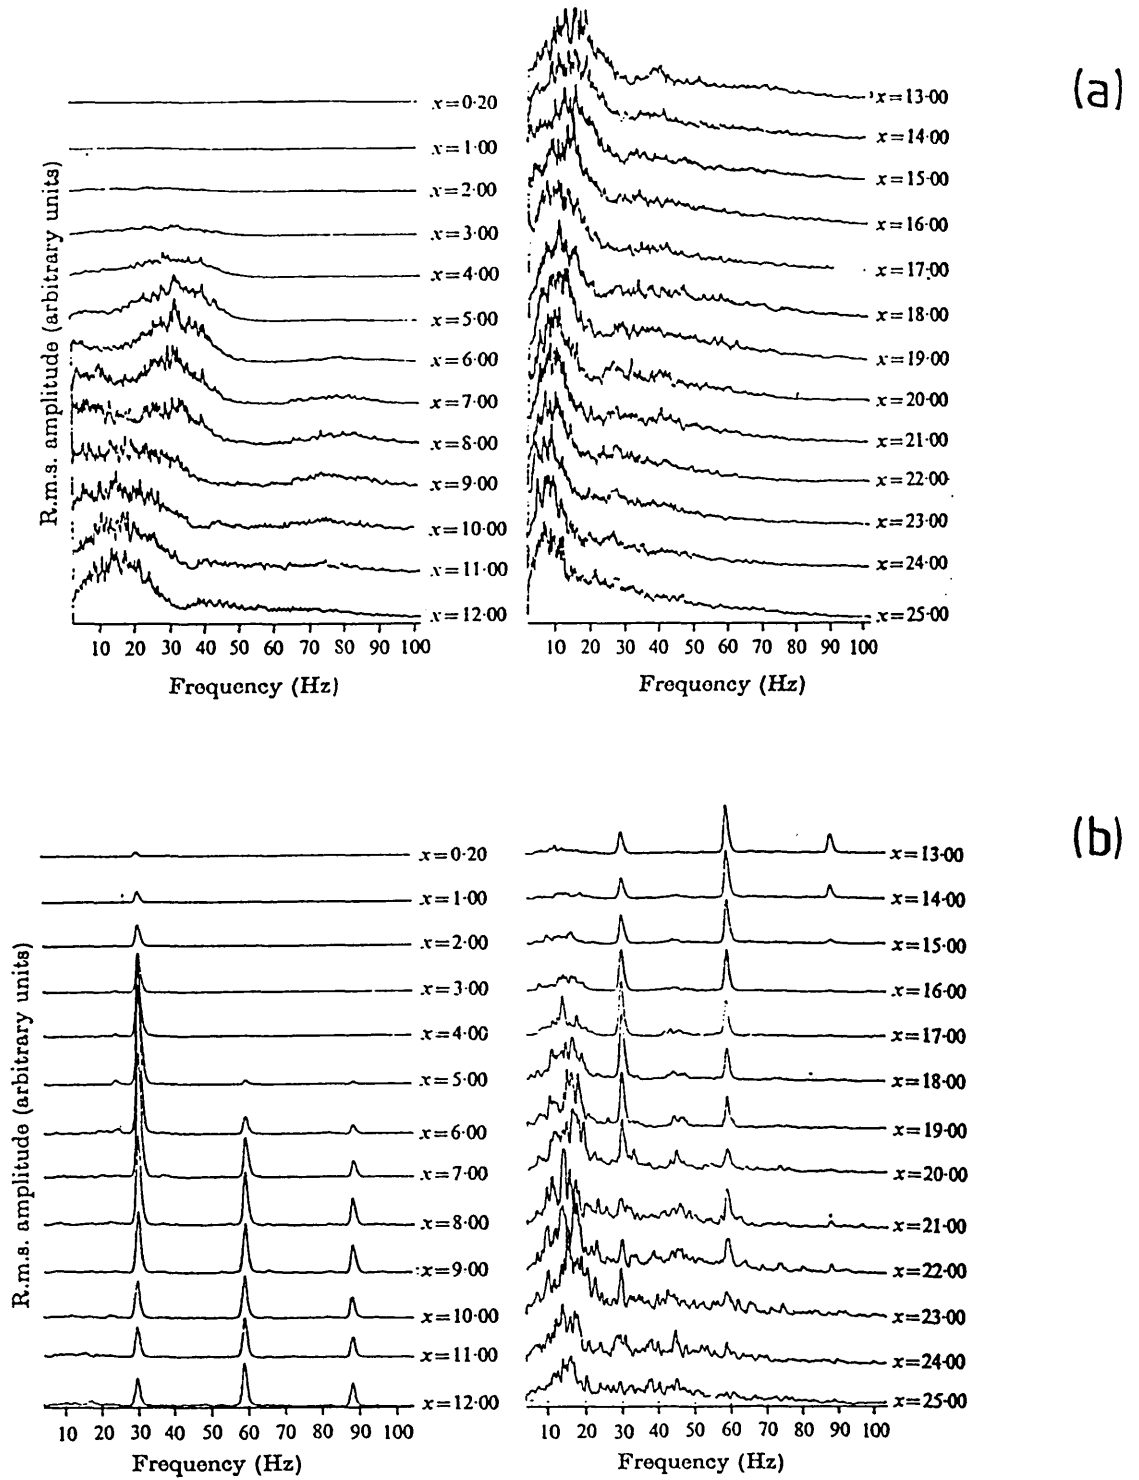 (a)
R.m.s. amplitude (arbitrary units)
x=0·20
x=1·00
x=2·00
x=3·00
x=4·00
x=5·00
x=6·00
x=7·00
x=8·00
x=9·00
x=10·00
x=11·00
x=12·00
10 20 30 40 50 60 70 80 90 100
Frequency (Hz)
x=13·00
x=14·00
x=15·00
x=16·00
x=17·00
x=18·00
x=19·00
x=20·00
x=21·00
x=22·00
x=23·00
x=24·00
x=25·00
10 20 30 40 50 60 70 80 90 100
Frequency (Hz)
(b)
R.m.s. amplitude (arbitrary units)
x=0·20
x=1·00
x=2·00
x=3·00
x=4·00
x=5·00
x=6·00
x=7·00
x=8·00
x=9·00
x=10·00
x=11·00
x=12·00
10 20 30 40 50 60 70 80 90 100
Frequency (Hz)
x=13·00
x=14·00
x=15·00
x=16·00
x=17·00
x=18·00
x=19·00
x=20·00
x=21·00
x=22·00
x=23·00
x=24·00
x=25·00
10 20 30 40 50 60 70 80 90 100
Frequency (Hz)